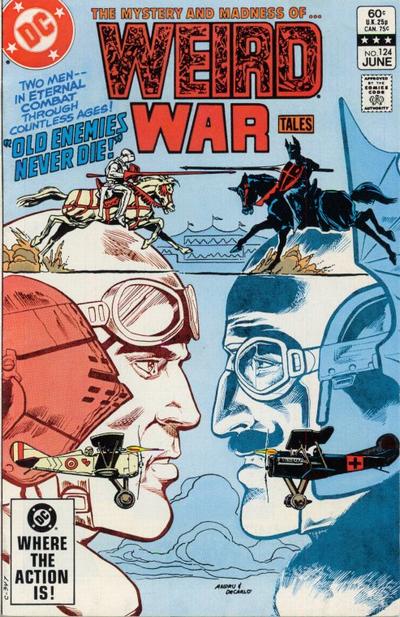 DC
THE MYSTERY AND MADNESS OF...
WEIRD
WAR
TALES
60¢
U.K. 25p
CAN. 75¢
NO. 124
JUNE
APPROVED
BY THE
COMICS
CODE
AUTHORITY
TWO MEN--
IN ETERNAL
COMBAT
THROUGH
COUNTLESS AGES!
"OLD ENEMIES
NEVER DIE!"
DC
WHERE
THE
ACTION
IS!
ANDRU &
DECARLO